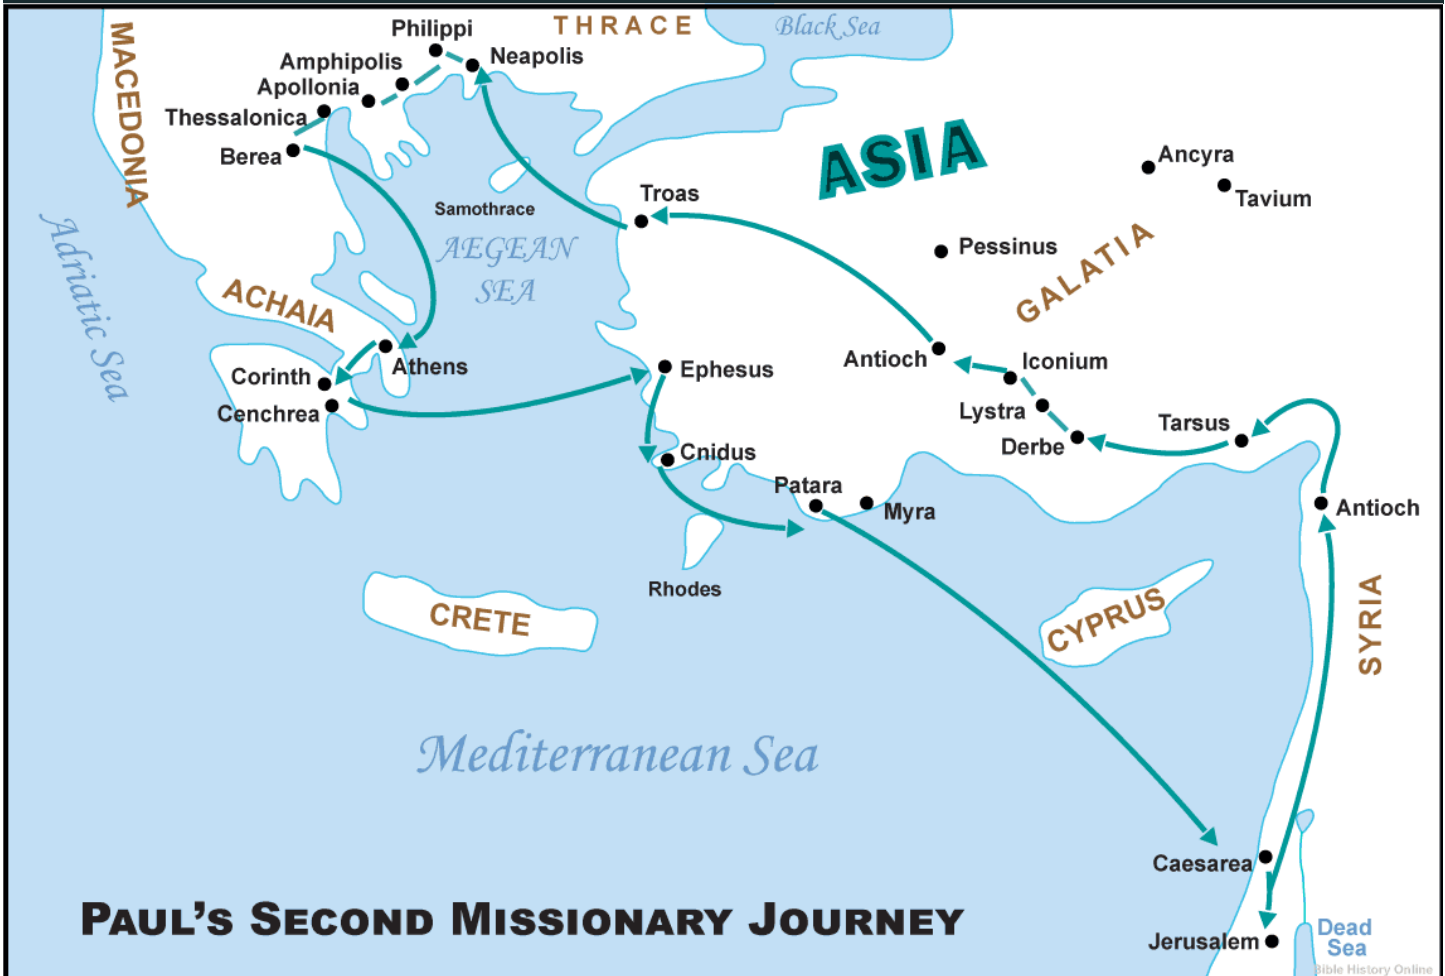 THRACE
Black Sea
MACEDONIA
Philippi
Neapolis
Amphipolis
Apollonia
Thessalonica
Berea
ASIA
Ancyra
Tavium
Troas
Samothrace
AEGEAN
SEA
Pessinus
GALATIA
Adriatic Sea
ACHAIA
Athens
Corinth
Cenchrea
Ephesus
Antioch
Iconium
Lystra
Derbe
Tarsus
Cnidus
Patara
Myra
Antioch
Rhodes
CRETE
CYPRUS
SYRIA
Mediterranean Sea
Caesarea
PAUL'S SECOND MISSIONARY JOURNEY
Jerusalem
Dead
Sea
Bible History Online